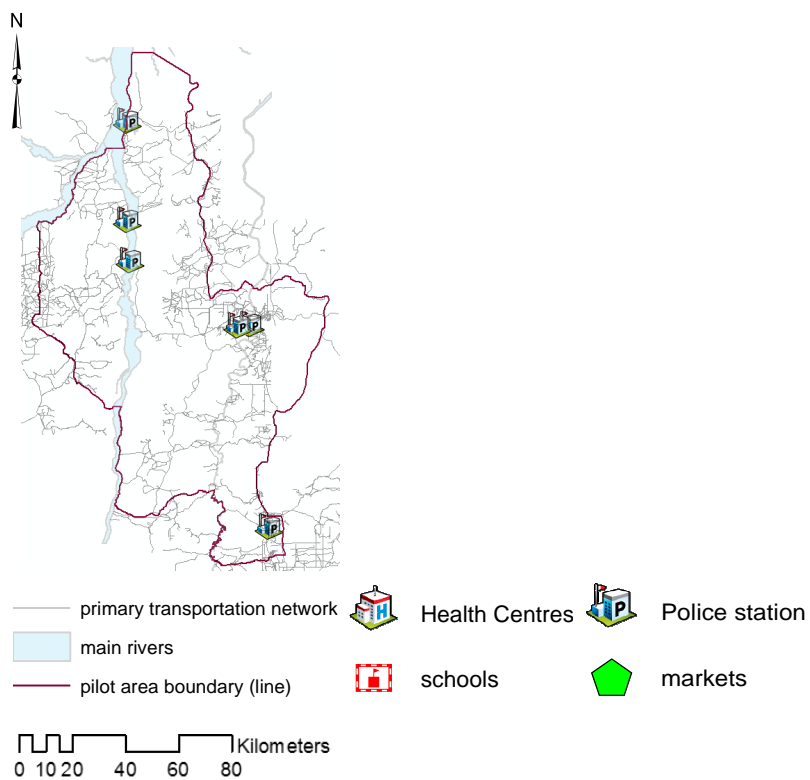 N
P
P
P
P P
P
primary transportation network
H
Health Centres
P
Police station
main rivers
schools
markets
pilot area boundary (line)
Kilometers
0 10 20 40 60 80